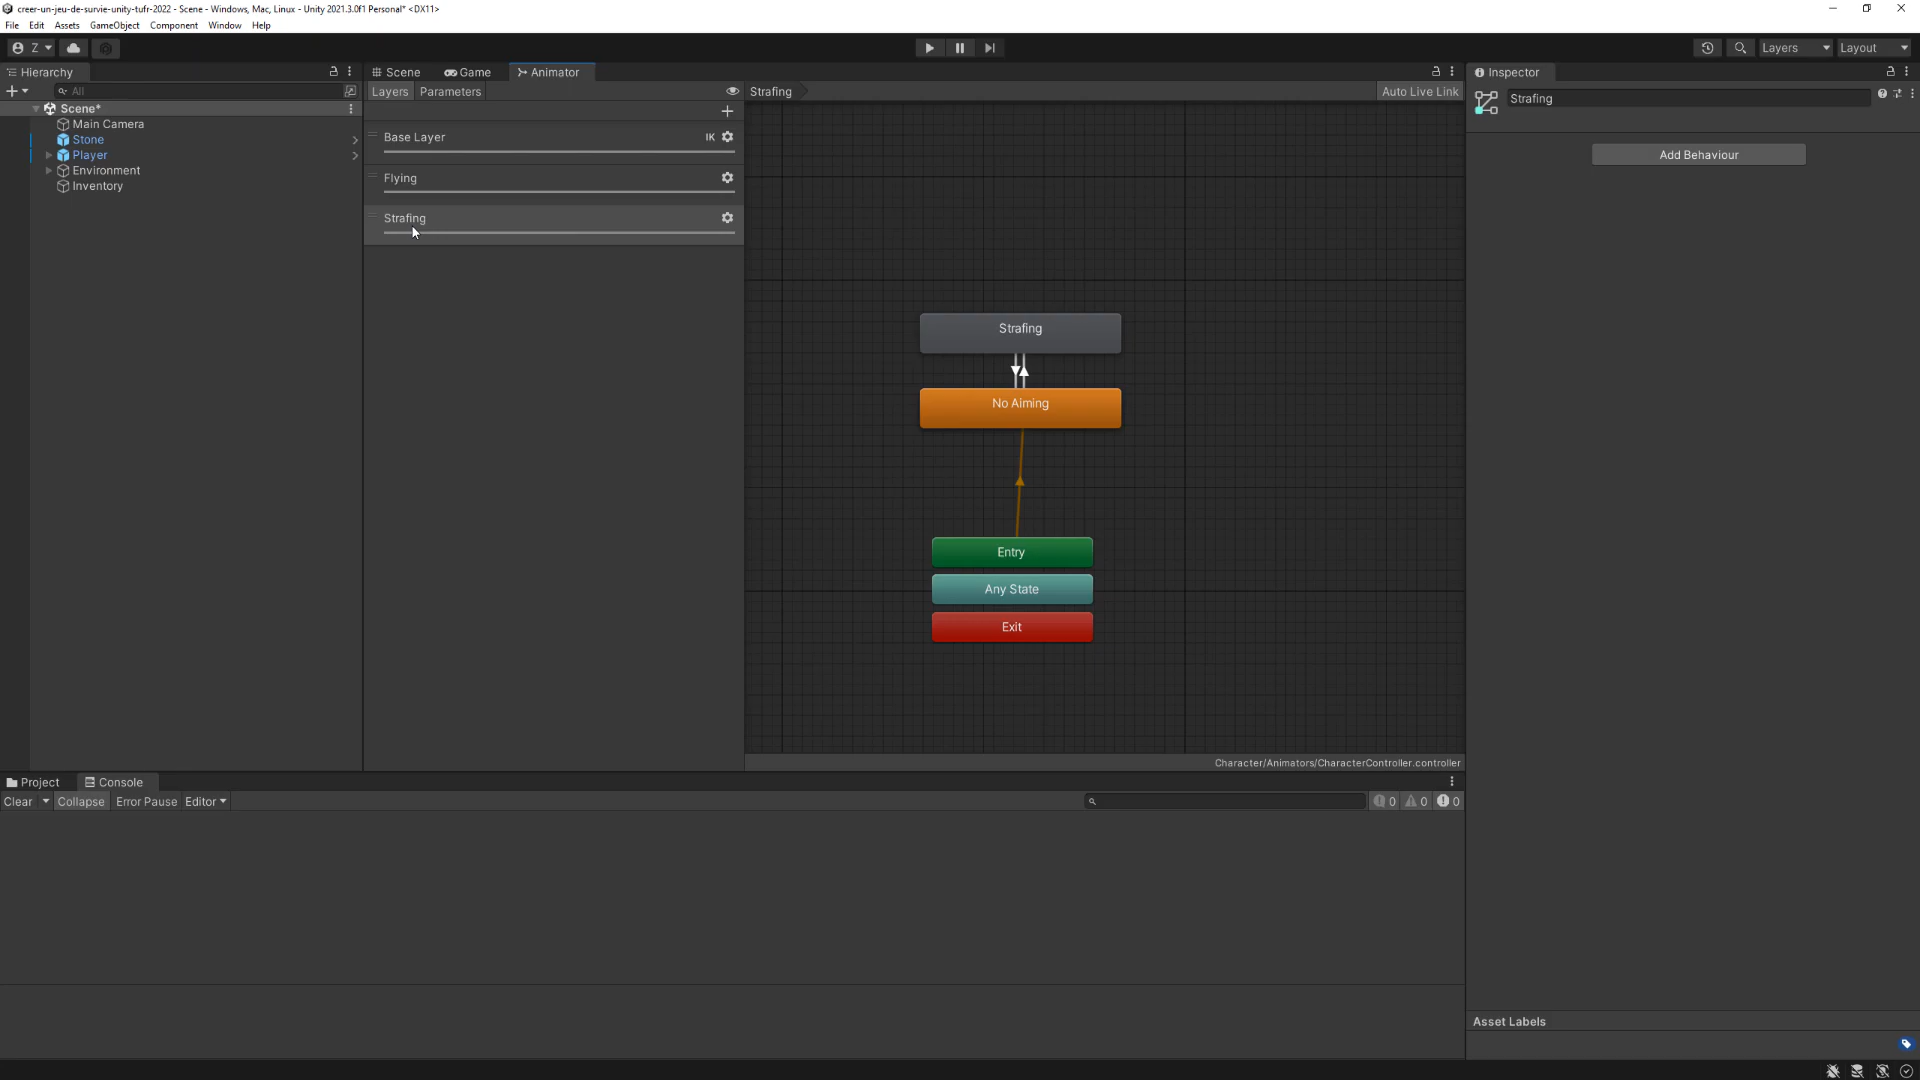 creer-un-jeu-de-survie-unity-tufr-2022 - Scene - Windows, Mac, Linux - Unity 2021.3.0f1 Personal* <DX11>
File Edit Assets GameObject Component Window Help
Z Layers Layout
Hierarchy Scene Game Animator Inspector
All Layers Parameters Strafing Auto Live Link Strafing
Scene*
Main Camera
Stone
Player
Environment
Inventory
Base Layer IK
Flying
Strafing
Strafing
No Aiming
Entry
Any State
Exit
Character/Animators/CharacterController.controller
Add Behaviour
Project Console
Clear Collapse Error Pause Editor 0 0 0
Asset Labels